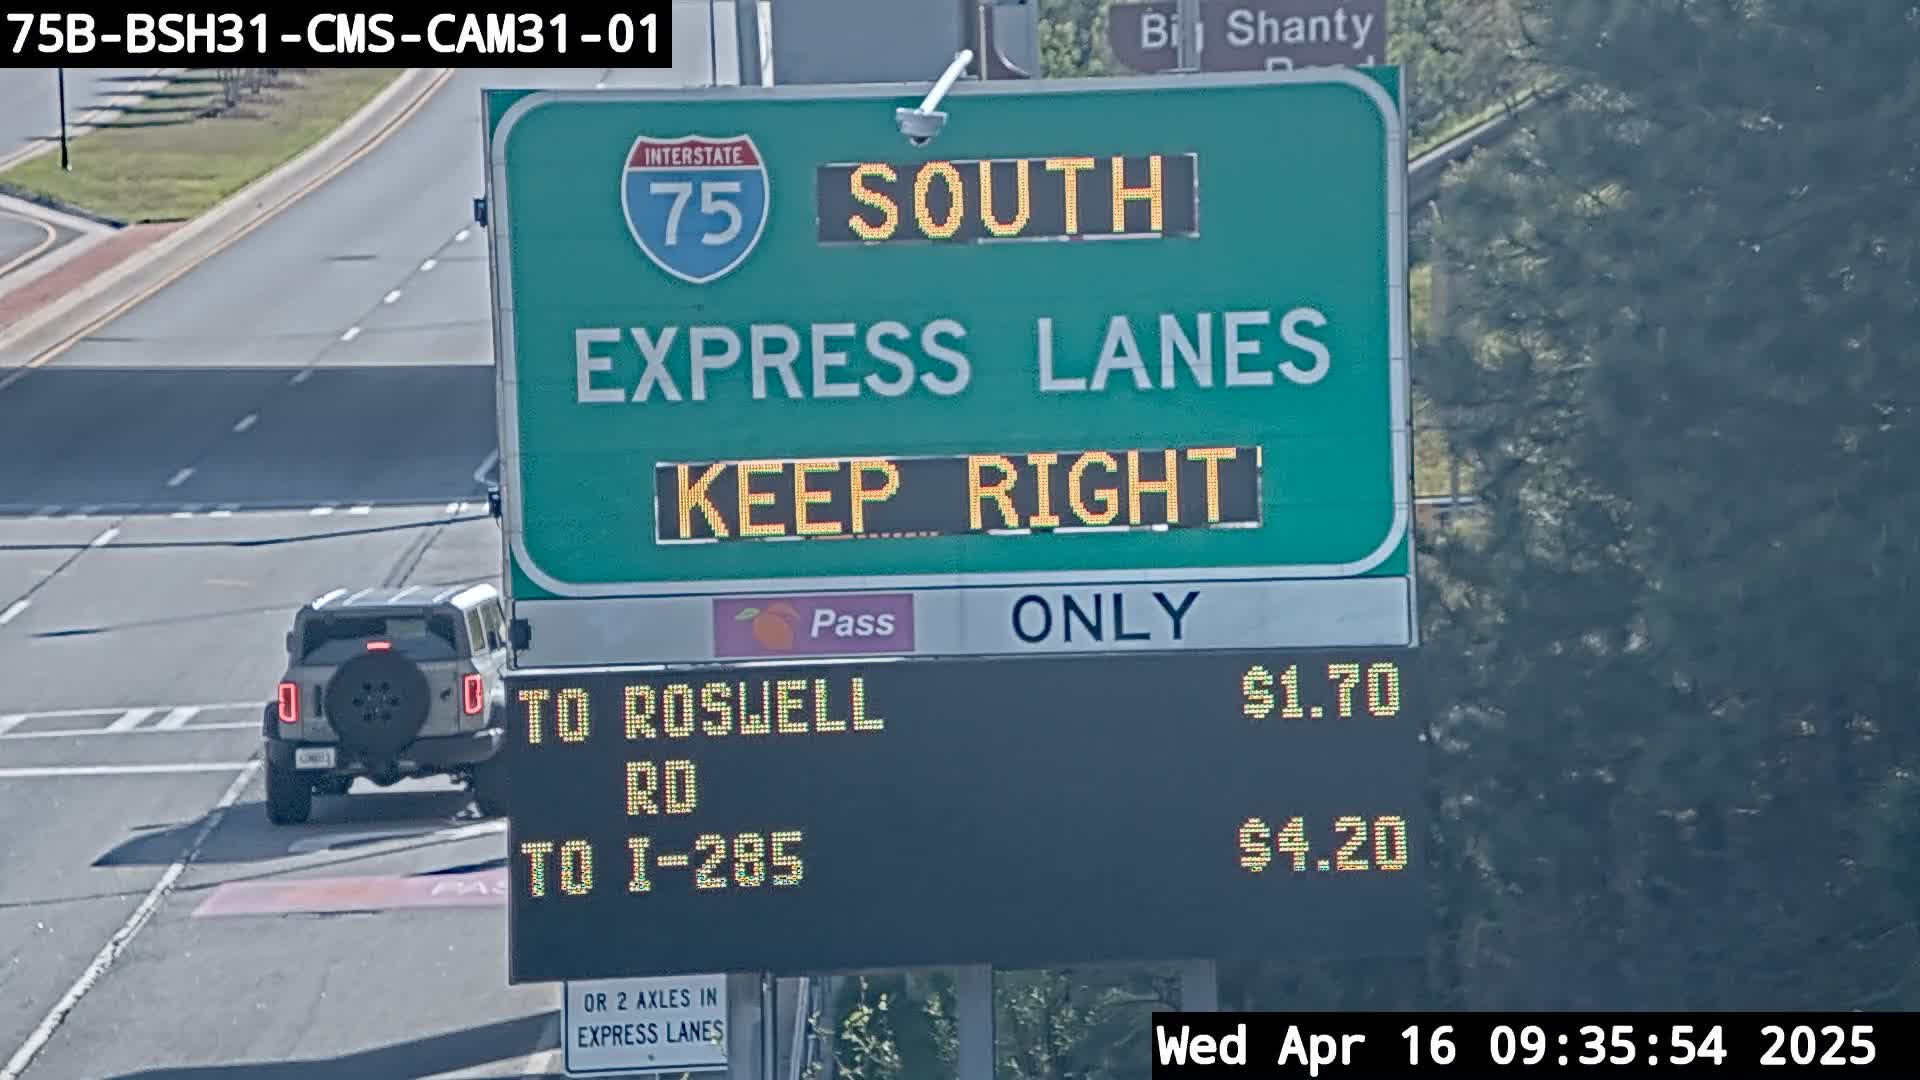 75B-BSH31-CMS-CAM31-01
Big Shanty
Road
INTERSTATE
75
SOUTH
EXPRESS LANES
KEEP RIGHT
Pass ONLY
TO ROSWELL $1.70
RD
TO I-285 $4.20
OR 2 AXLES IN
EXPRESS LANES
Wed Apr 16 09:35:54 2025